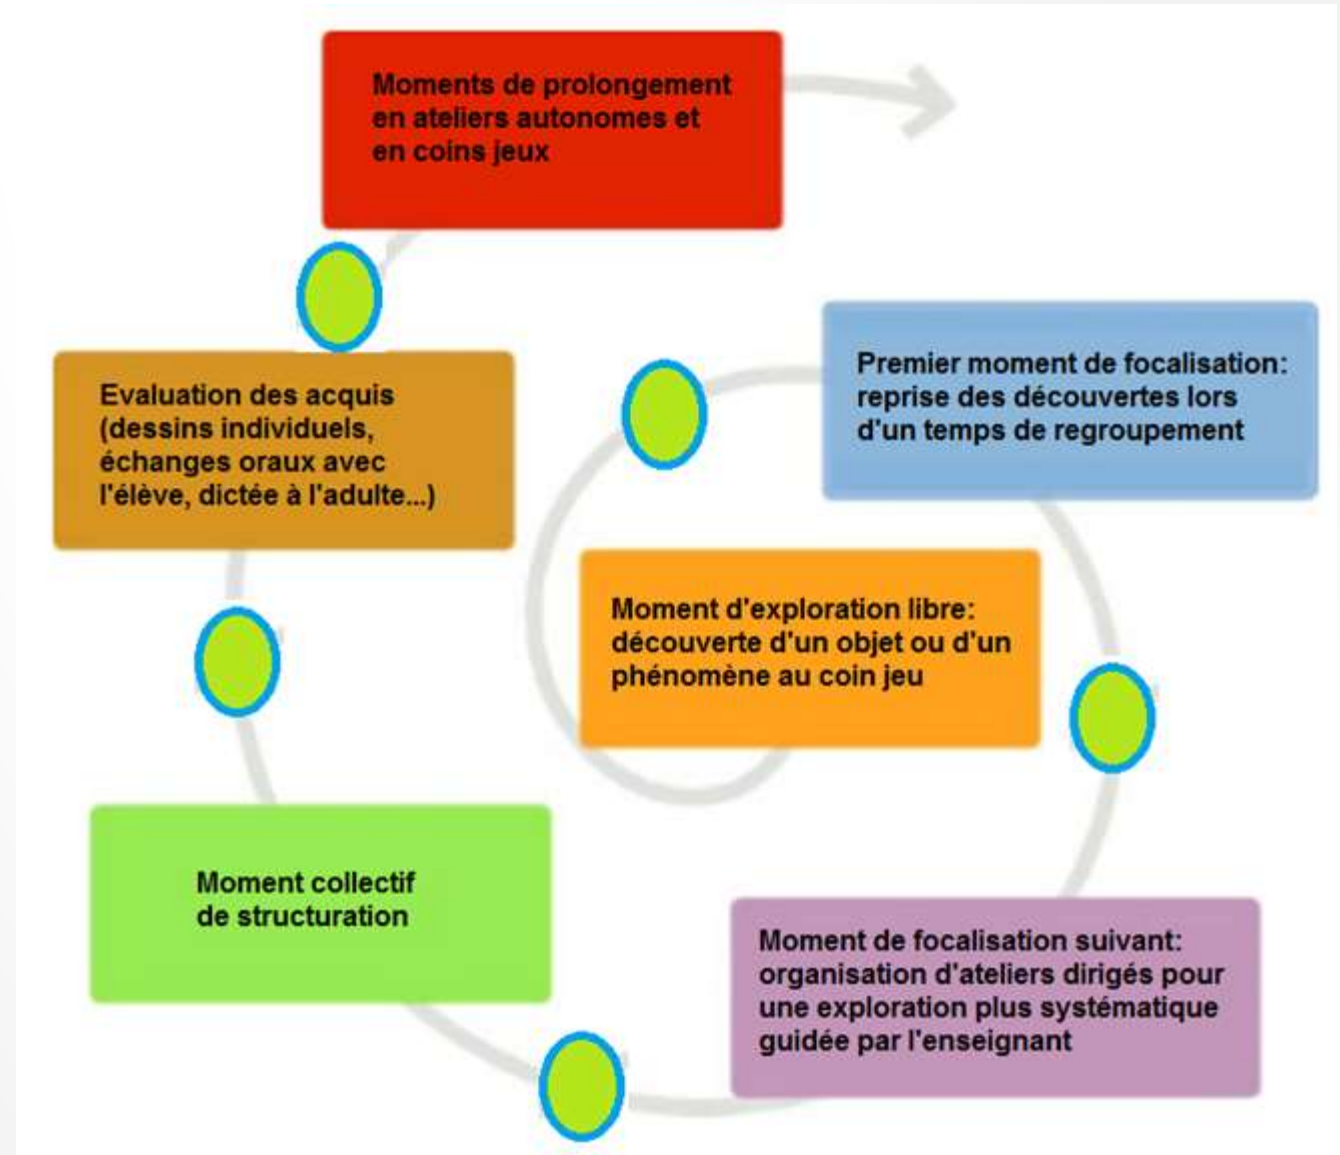 Moments de prolongement
en ateliers autonomes et
en coins jeux
Premier moment de focalisation:
reprise des découvertes lors
d'un temps de regroupement
Evaluation des acquis
(dessins individuels,
échanges oraux avec
l'élève, dictée à l'adulte...)
Moment d'exploration libre:
découverte d'un objet ou d'un
phénomène au coin jeu
Moment collectif
de structuration
Moment de focalisation suivant:
organisation d'ateliers dirigés pour
une exploration plus systématique
guidée par l'enseignant